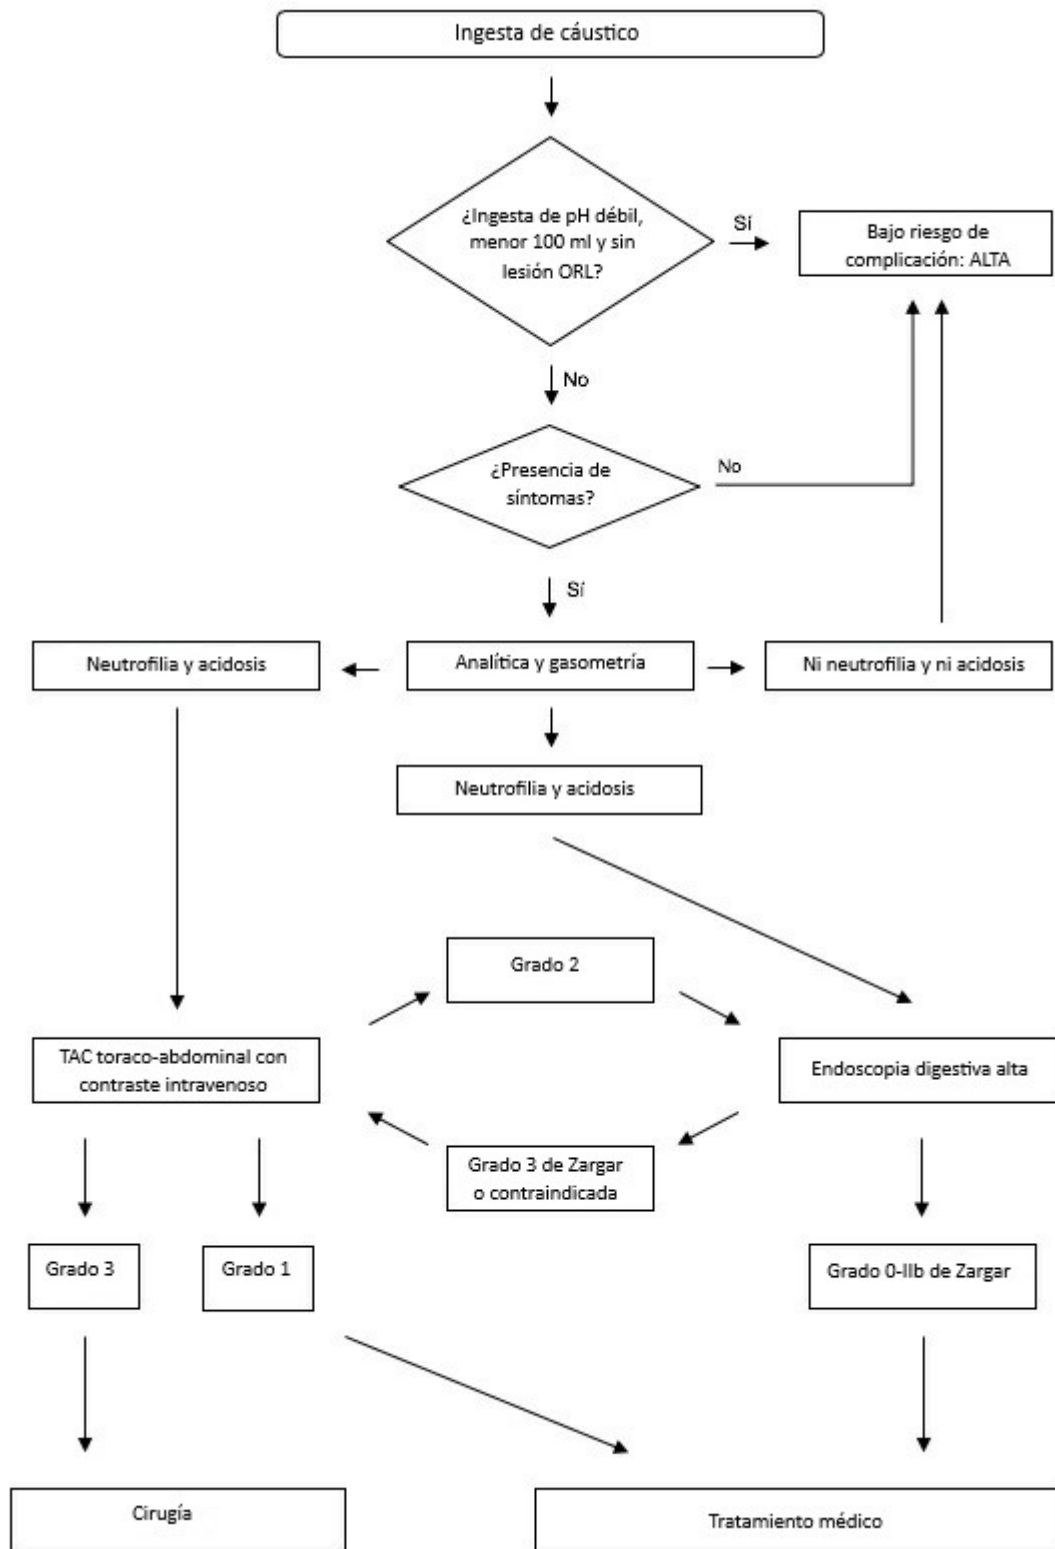 Ingesta de cáustico
¿Ingesta de pH débil,
menor 100 ml y sin
lesión ORL?
Sí
Bajo riesgo de
complicación: ALTA
No
¿Presencia de
síntomas?
No
Sí
Neutrofilia y acidosis
Analítica y gasometría
Ni neutrofilia y ni acidosis
Neutrofilia y acidosis
Grado 2
TAC toraco-abdominal con
contraste intravenoso
Endoscopia digestiva alta
Grado 3 de Zargar
o contraindicada
Grado 3
Grado 1
Grado 0-IIb de Zargar
Cirugía
Tratamiento médico